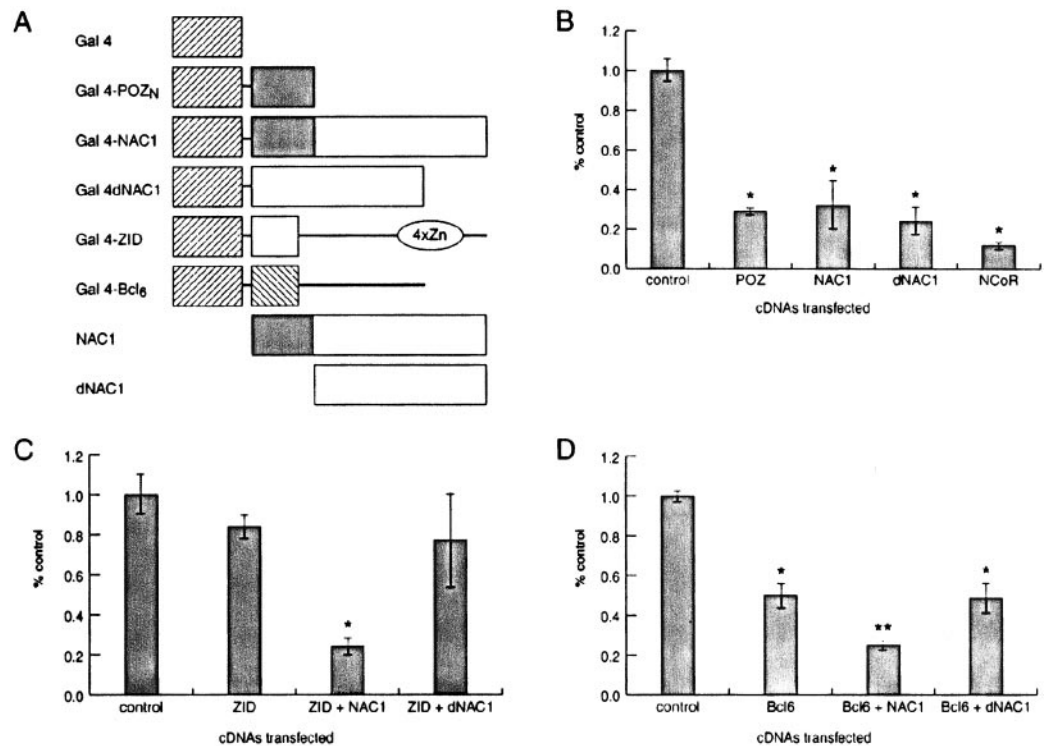 A
Gal 4
Gal 4-POZN
Gal 4-NAC1
Gal 4dNAC1
Gal 4-ZID
4xZn
Gal 4-Bcl6
NAC1
dNAC1
B
1.2
1.0
0.8
0.6
0.4
0.2
0.0
% control
* * * *
control POZ NAC1 dNAC1 NCoR
cDNAs transfected
C
1.2
1.0
0.8
0.6
0.4
0.2
0.0
% control
*
control ZID ZID + NAC1 ZID + dNAC1
cDNAs transfected
D
1.2
1.0
0.8
0.6
0.4
0.2
0.0
% control
* ** *
control Bcl6 Bcl6 + NAC1 Bcl6 + dNAC1
cDNAs transfected